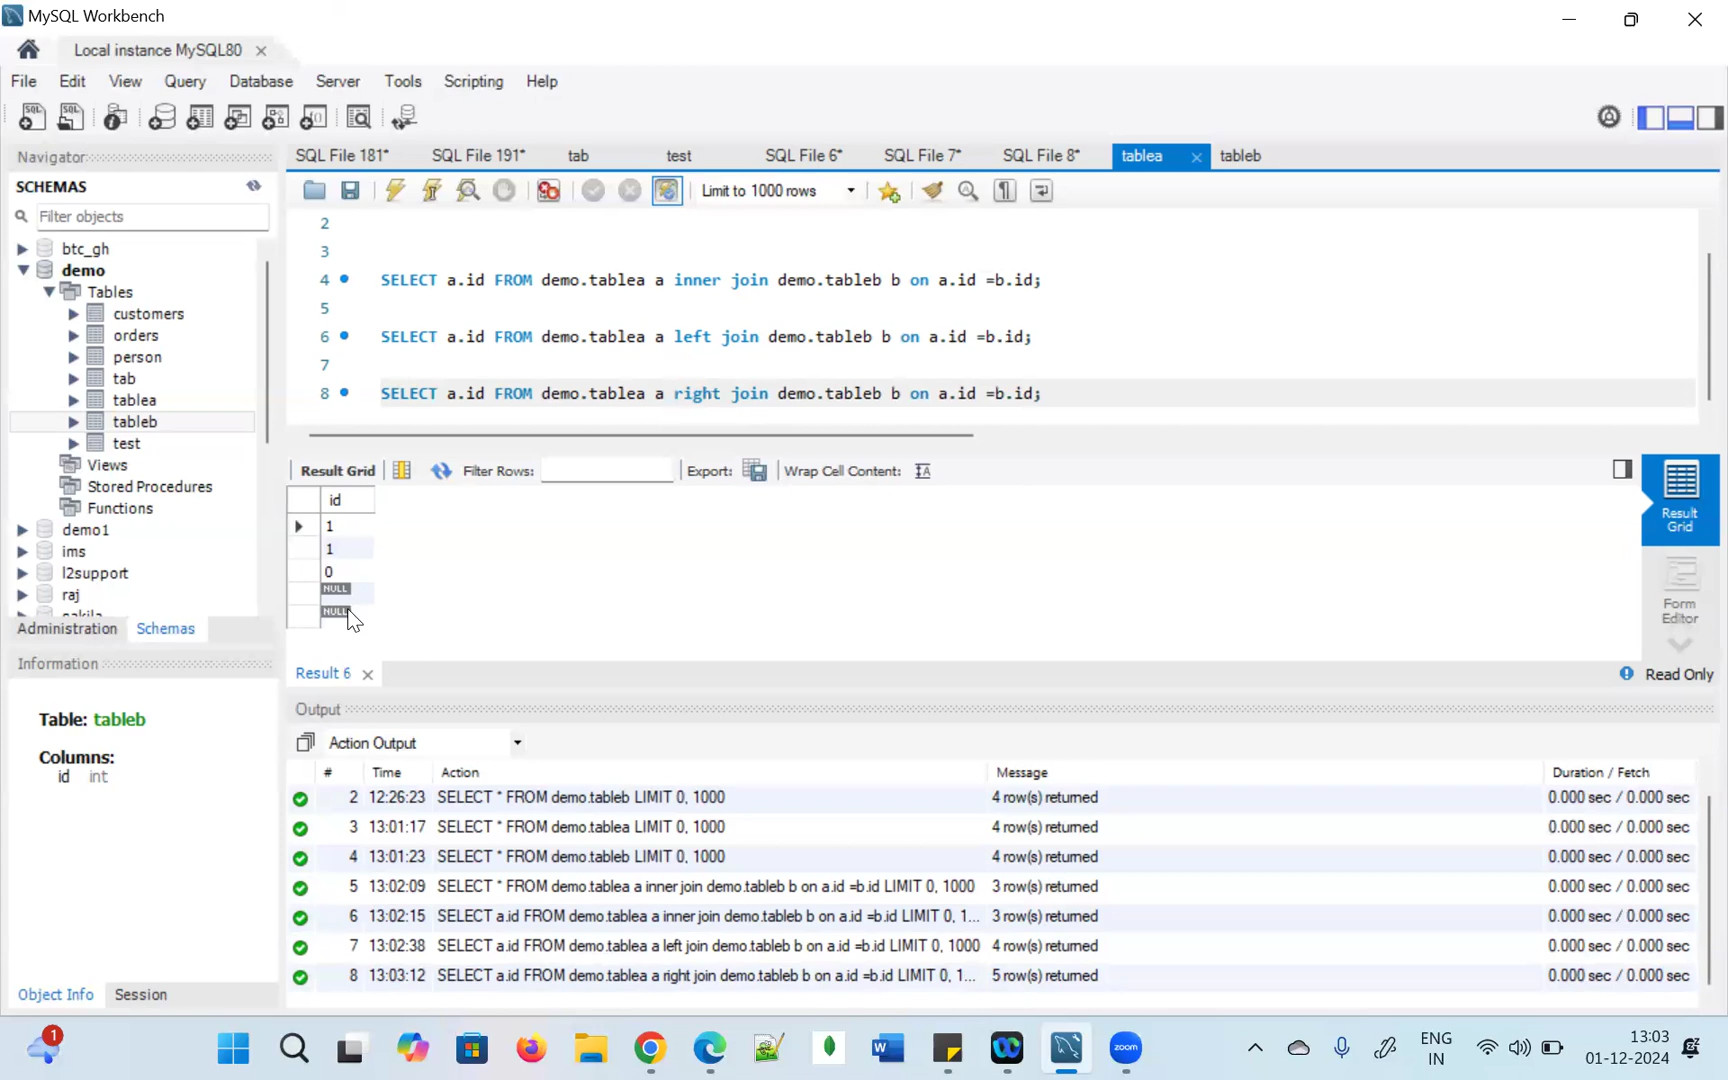 MySQL Workbench
Local instance MySQL80
File Edit View Query Database Server Tools Scripting Help
Navigator
SCHEMAS
Filter objects
btc_gh
demo
Tables
customers
orders
person
tab
tablea
tableb
test
Views
Stored Procedures
Functions
demo1
ims
l2support
raj
Administration Schemas
Information
Table: tableb
Columns:
id int
Object Info Session
SQL File 181* SQL File 191* tab test SQL File 6* SQL File 7* SQL File 8* tablea tableb
Limit to 1000 rows
2
3
4 SELECT a.id FROM demo.tablea a inner join demo.tableb b on a.id =b.id;
5
6 SELECT a.id FROM demo.tablea a left join demo.tableb b on a.id =b.id;
7
8 SELECT a.id FROM demo.tablea a right join demo.tableb b on a.id =b.id;
Result Grid Filter Rows: Export: Wrap Cell Content:
id
1
1
0
NULL
NULL
Result Grid
Form Editor
Result 6 Read Only
Output
Action Output
# Time Action Message Duration / Fetch
2 12:26:23 SELECT * FROM demo.tableb LIMIT 0, 1000 4 row(s) returned 0.000 sec / 0.000 sec
3 13:01:17 SELECT * FROM demo.tablea LIMIT 0, 1000 4 row(s) returned 0.000 sec / 0.000 sec
4 13:01:23 SELECT * FROM demo.tableb LIMIT 0, 1000 4 row(s) returned 0.000 sec / 0.000 sec
5 13:02:09 SELECT * FROM demo.tablea a inner join demo.tableb b on a.id =b.id LIMIT 0, 1000 3 row(s) returned 0.000 sec / 0.000 sec
6 13:02:15 SELECT a.id FROM demo.tablea a inner join demo.tableb b on a.id =b.id LIMIT 0, 1... 3 row(s) returned 0.000 sec / 0.000 sec
7 13:02:38 SELECT a.id FROM demo.tablea a left join demo.tableb b on a.id =b.id LIMIT 0, 1000 4 row(s) returned 0.000 sec / 0.000 sec
8 13:03:12 SELECT a.id FROM demo.tablea a right join demo.tableb b on a.id =b.id LIMIT 0, 1... 5 row(s) returned 0.000 sec / 0.000 sec
1
zoom
ENG
IN
13:03
01-12-2024